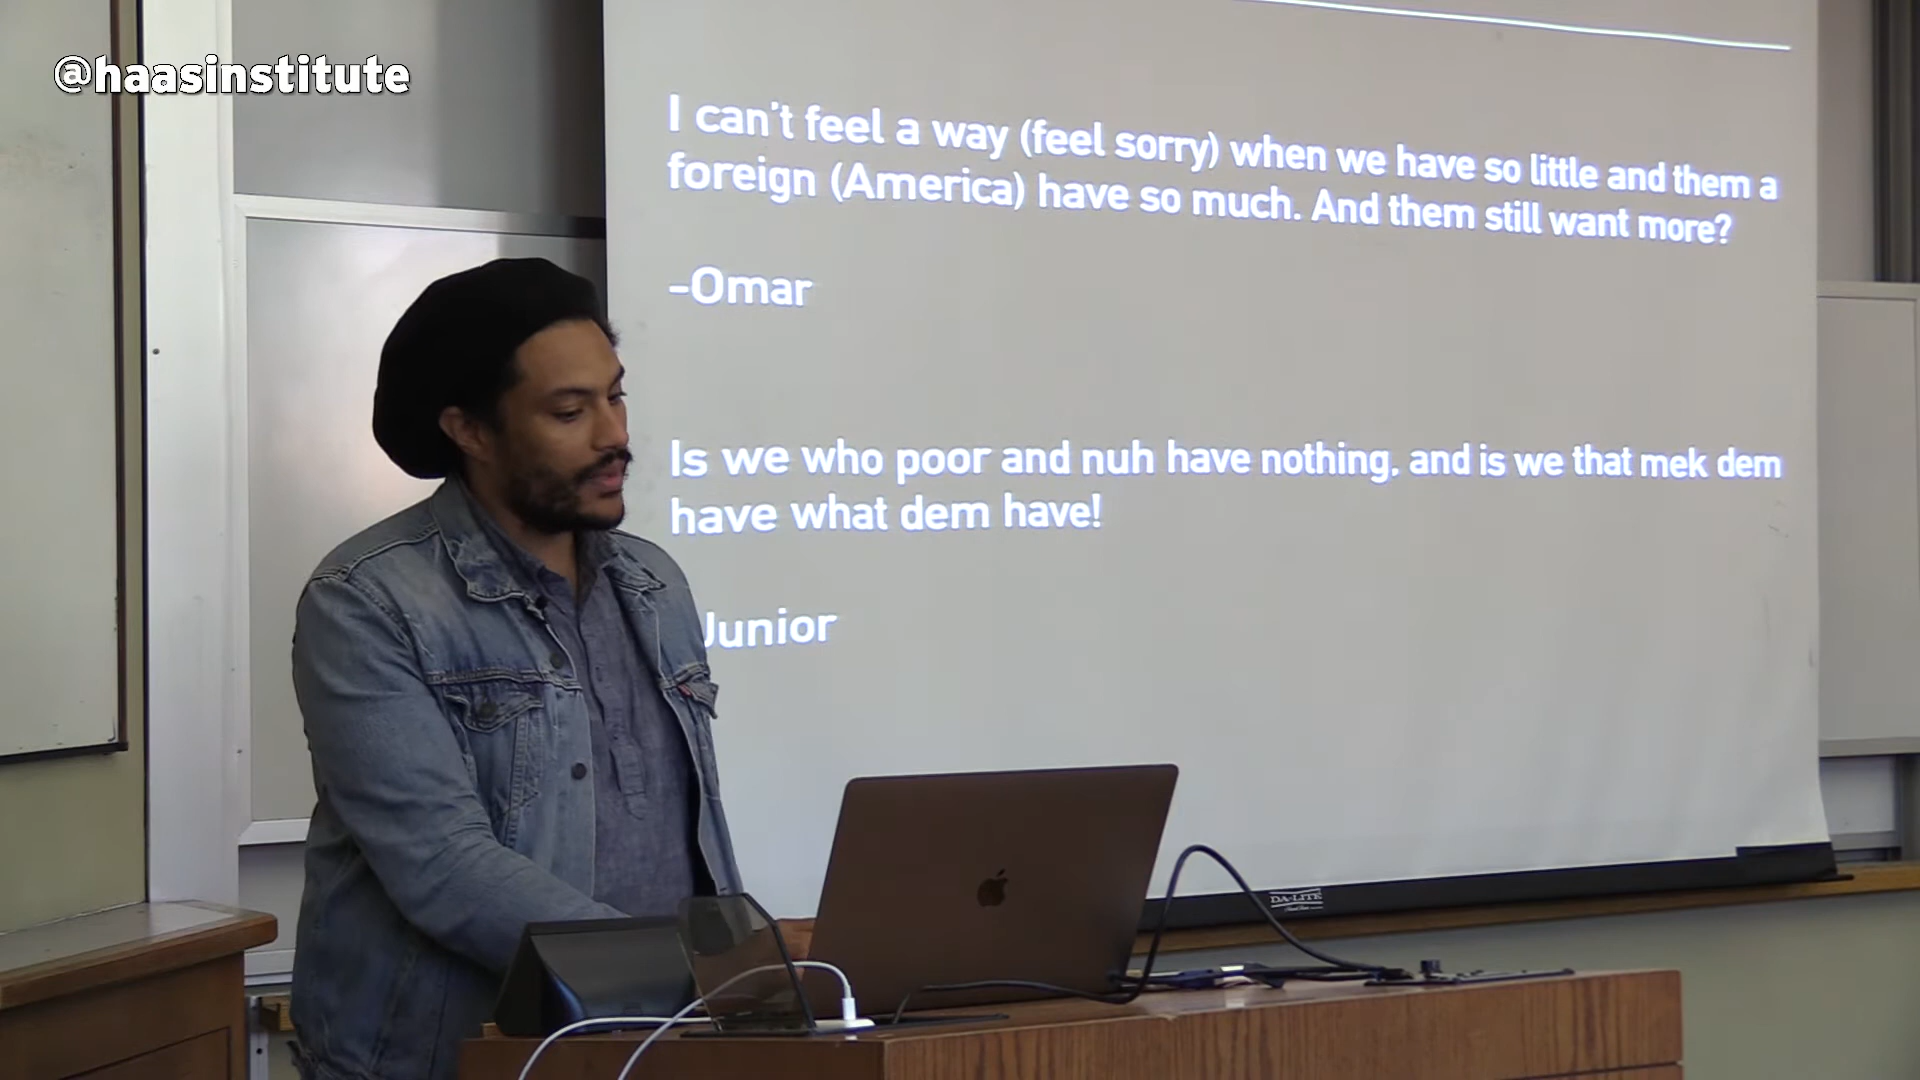 @haasinstitute
I can't feel a way (feel sorry) when we have so little and them a
foreign (America) have so much. And them still want more?
-Omar
Is we who poor and nuh have nothing, and is we that mek dem
have what dem have!
Junior
DA-LITE